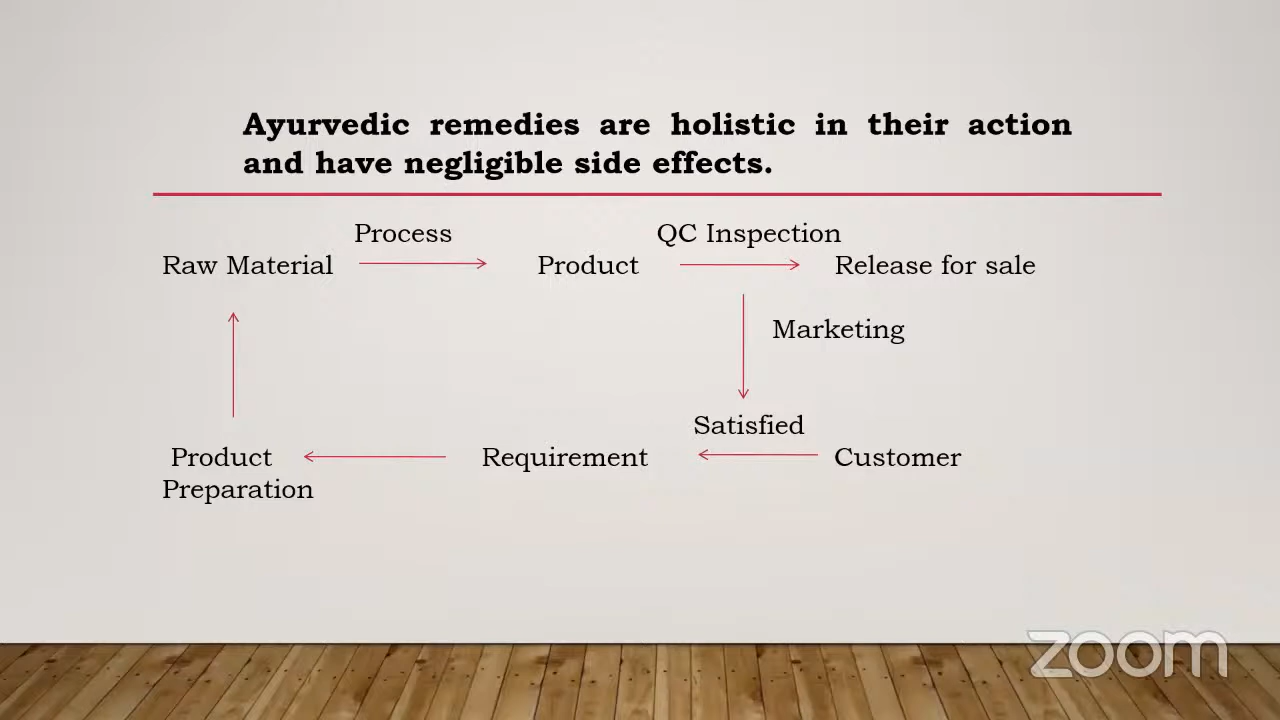 Ayurvedic remedies are holistic in their action
and have negligible side effects.
Process
QC Inspection
Raw Material
Product
Release for sale
Marketing
Satisfied
Product
Requirement
Customer
Preparation
zoom